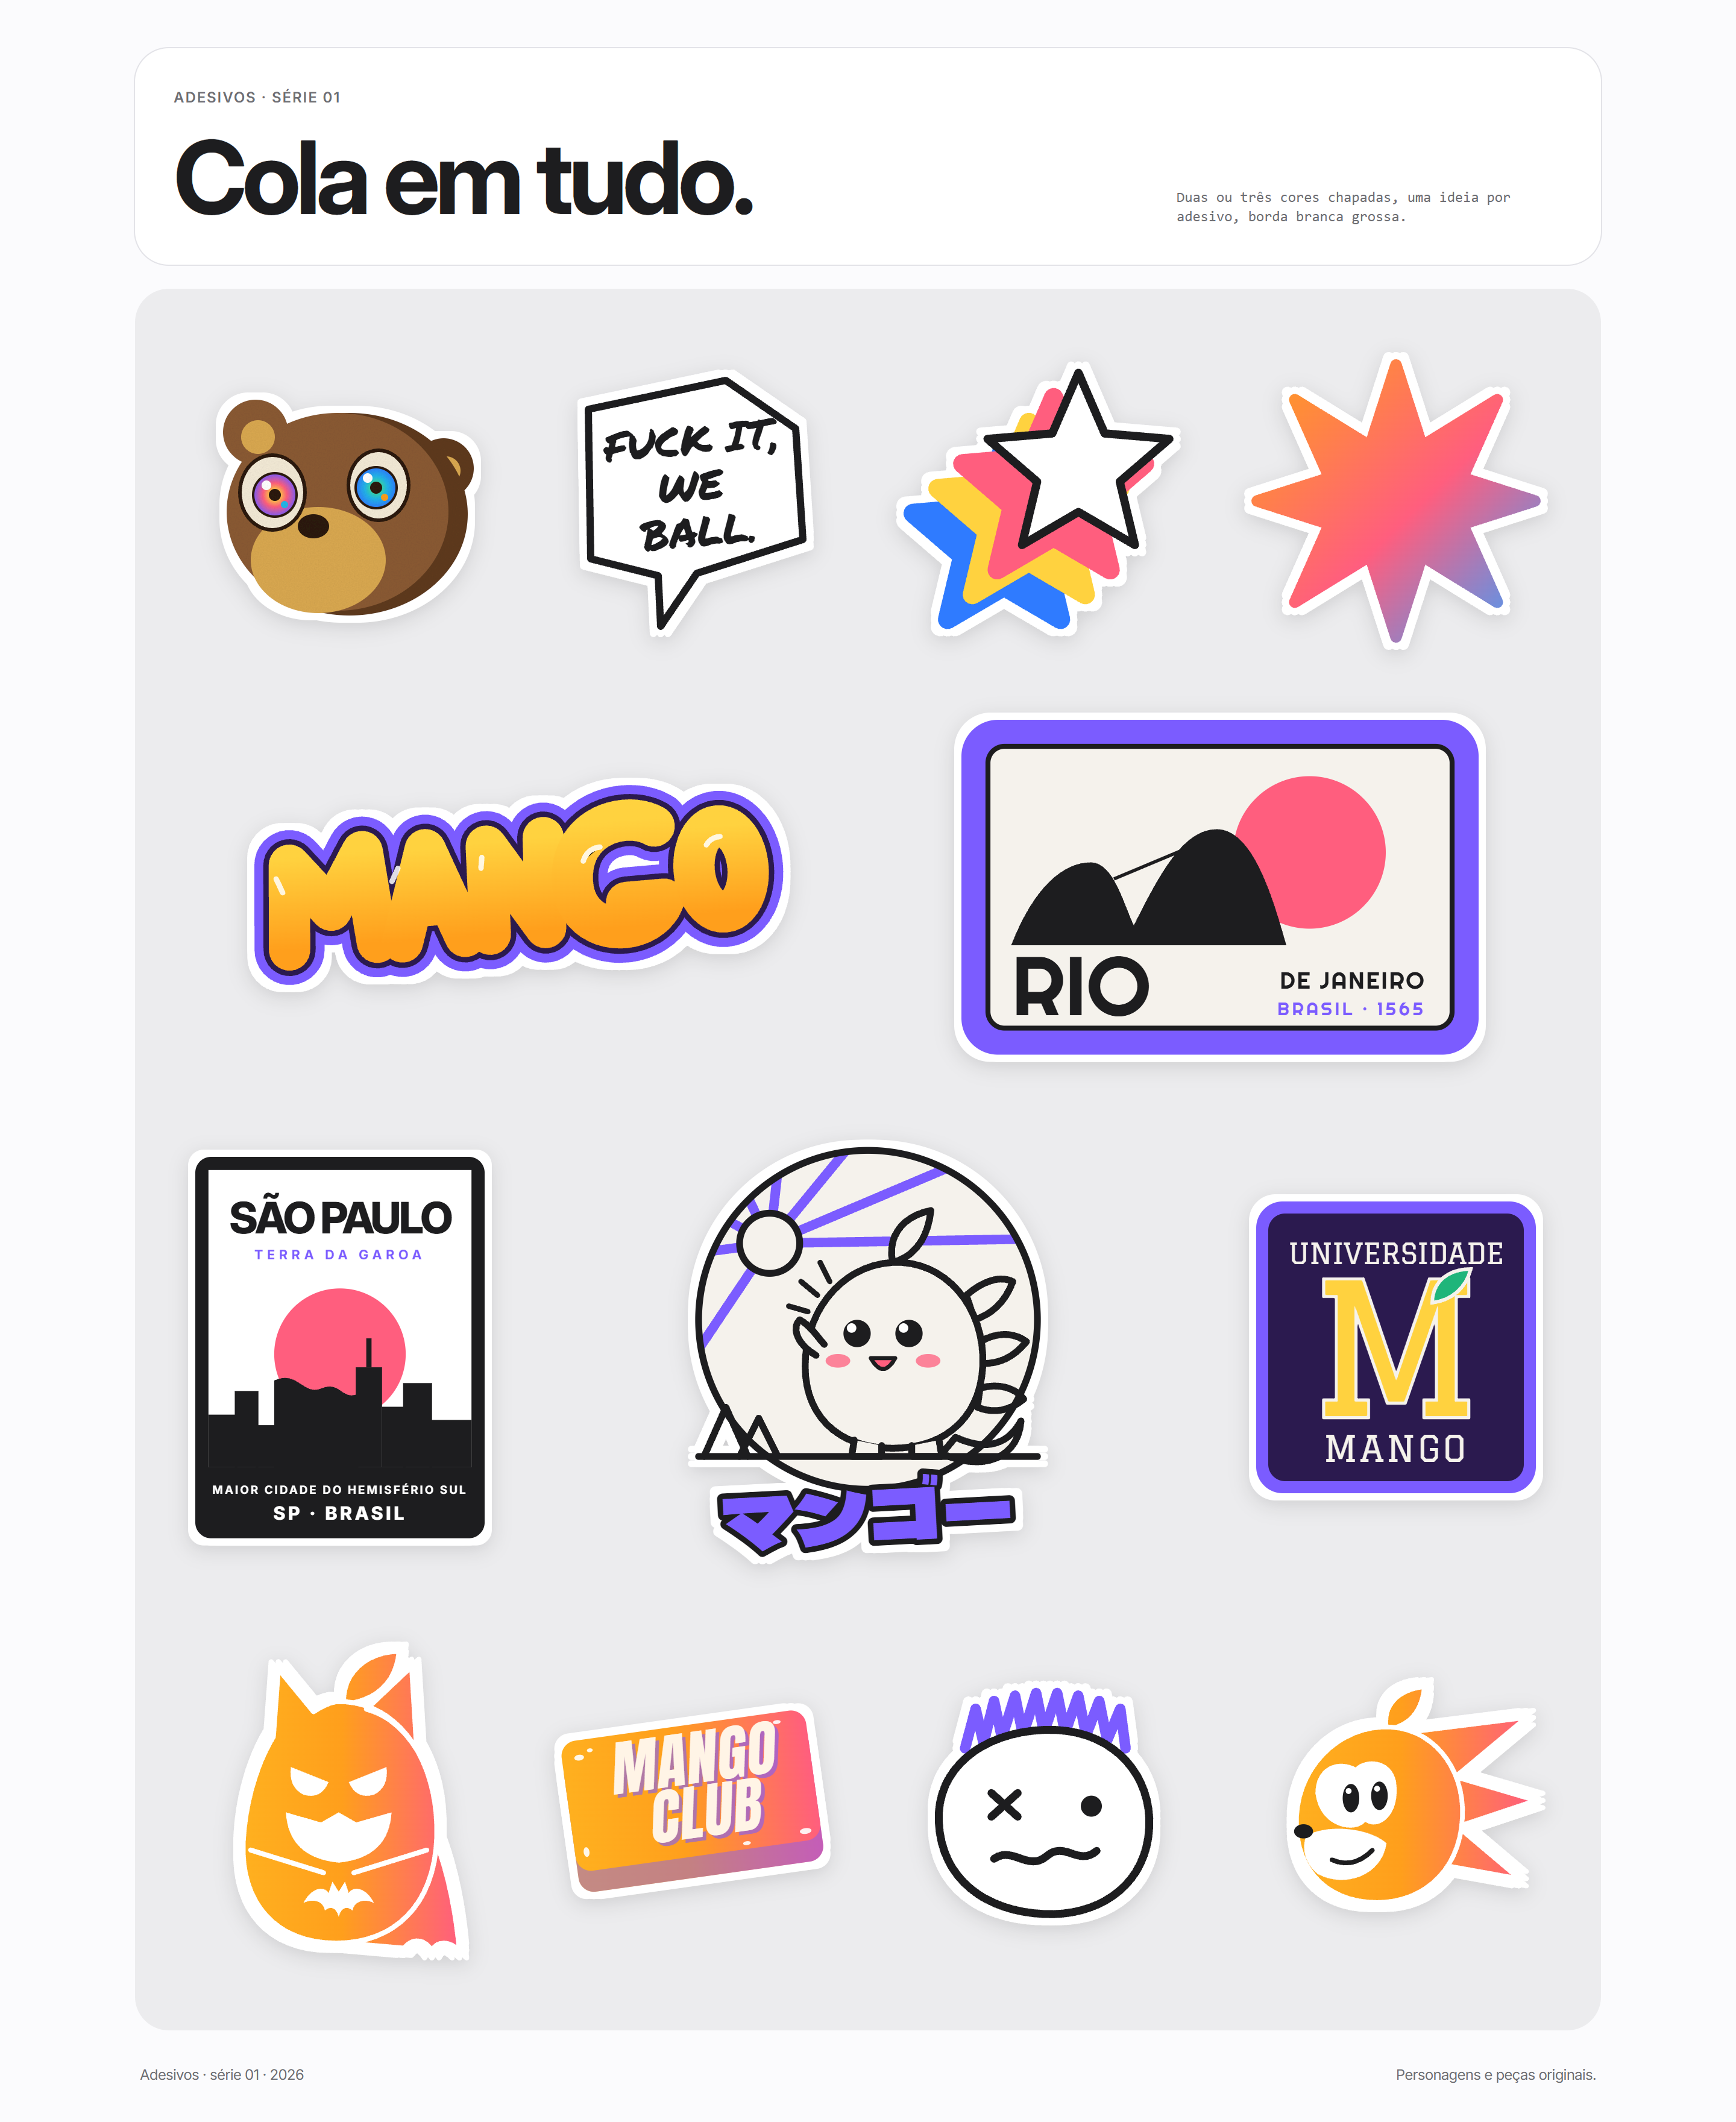 ADESIVOS · SÉRIE 01
Cola em tudo.
Duas ou três cores chapadas, uma ideia por
adesivo, borda branca grossa.
FUCK IT,
WE
BALL.
MANGO
RIO
DE JANEIRO
BRASIL · 1565
SÃO PAULO
TERRA DA GAROA
MAIOR CIDADE DO HEMISFÉRIO SUL
SP · BRASIL
マンゴー
UNIVERSIDADE
M
MANGO
MANGO
CLUB
Adesivos · série 01 · 2026
Personagens e peças originais.